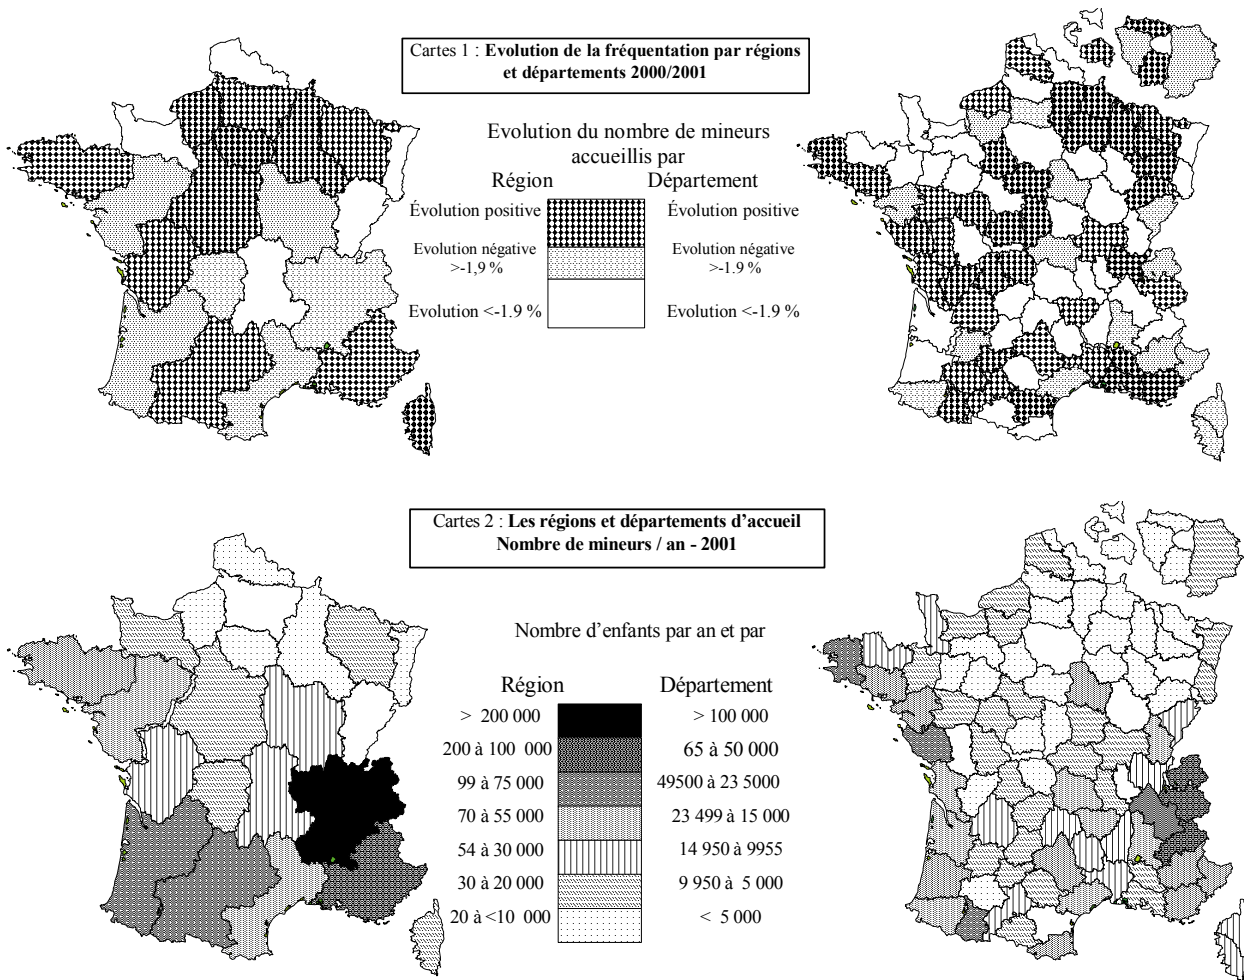 Cartes 1 : Evolution de la fréquentation par régions
et départements 2000/2001
Evolution du nombre de mineurs
accueillis par
Région Département
Évolution positive Évolution positive
Evolution négative Evolution négative
>-1,9 % >-1.9 %
Evolution <-1.9 % Evolution <-1.9 %
Cartes 2 : Les régions et départements d’accueil
Nombre de mineurs / an - 2001
Nombre d’enfants par an et par
Région Département
> 200 000 > 100 000
200 à 100 000 65 à 50 000
99 à 75 000 49500 à 23 5000
70 à 55 000 23 499 à 15 000
54 à 30 000 14 950 à 9955
30 à 20 000 9 950 à 5 000
20 à <10 000 < 5 000